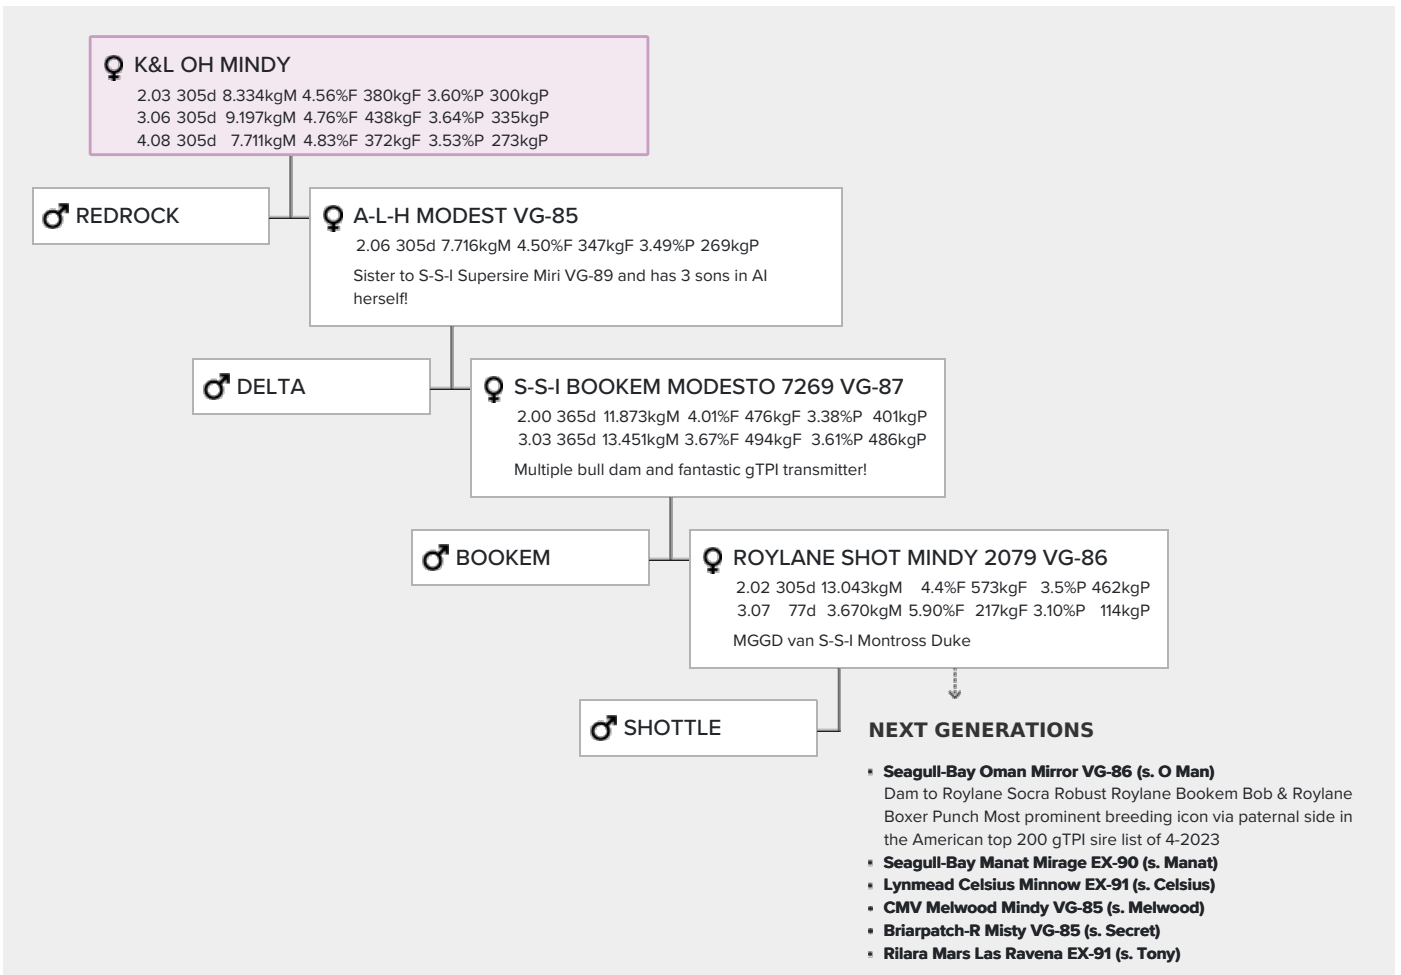 K&L OH MINDY
2.03 305d 8.334kgM 4.56%F 380kgF 3.60%P 300kgP
3.06 305d 9.197kgM 4.76%F 438kgF 3.64%P 335kgP
4.08 305d 7.711kgM 4.83%F 372kgF 3.53%P 273kgP
REDROCK
A-L-H MODEST VG-85
2.06 305d 7.716kgM 4.50%F 347kgF 3.49%P 269kgP
Sister to S-S-I Supersire Miri VG-89 and has 3 sons in AI
herself!
DELTA
S-S-I BOOKEM MODESTO 7269 VG-87
2.00 365d 11.873kgM 4.01%F 476kgF 3.38%P 401kgP
3.03 365d 13.451kgM 3.67%F 494kgF 3.61%P 486kgP
Multiple bull dam and fantastic gTPI transmitter!
BOOKEM
ROYLANE SHOT MINDY 2079 VG-86
2.02 305d 13.043kgM 4.4%F 573kgF 3.5%P 462kgP
3.07 77d 3.670kgM 5.90%F 217kgF 3.10%P 114kgP
MGGD van S-S-I Montross Duke
SHOTTLE
NEXT GENERATIONS
▪ Seagull-Bay Oman Mirror VG-86 (s. O Man)
Dam to Roylane Socra Robust Roylane Bookem Bob & Roylane
Boxer Punch Most prominent breeding icon via paternal side in
the American top 200 gTPI sire list of 4-2023
▪ Seagull-Bay Manat Mirage EX-90 (s. Manat)
▪ Lynmead Celsius Minnow EX-91 (s. Celsius)
▪ CMV Melwood Mindy VG-85 (s. Melwood)
▪ Briarpatch-R Misty VG-85 (s. Secret)
▪ Rilara Mars Las Ravena EX-91 (s. Tony)